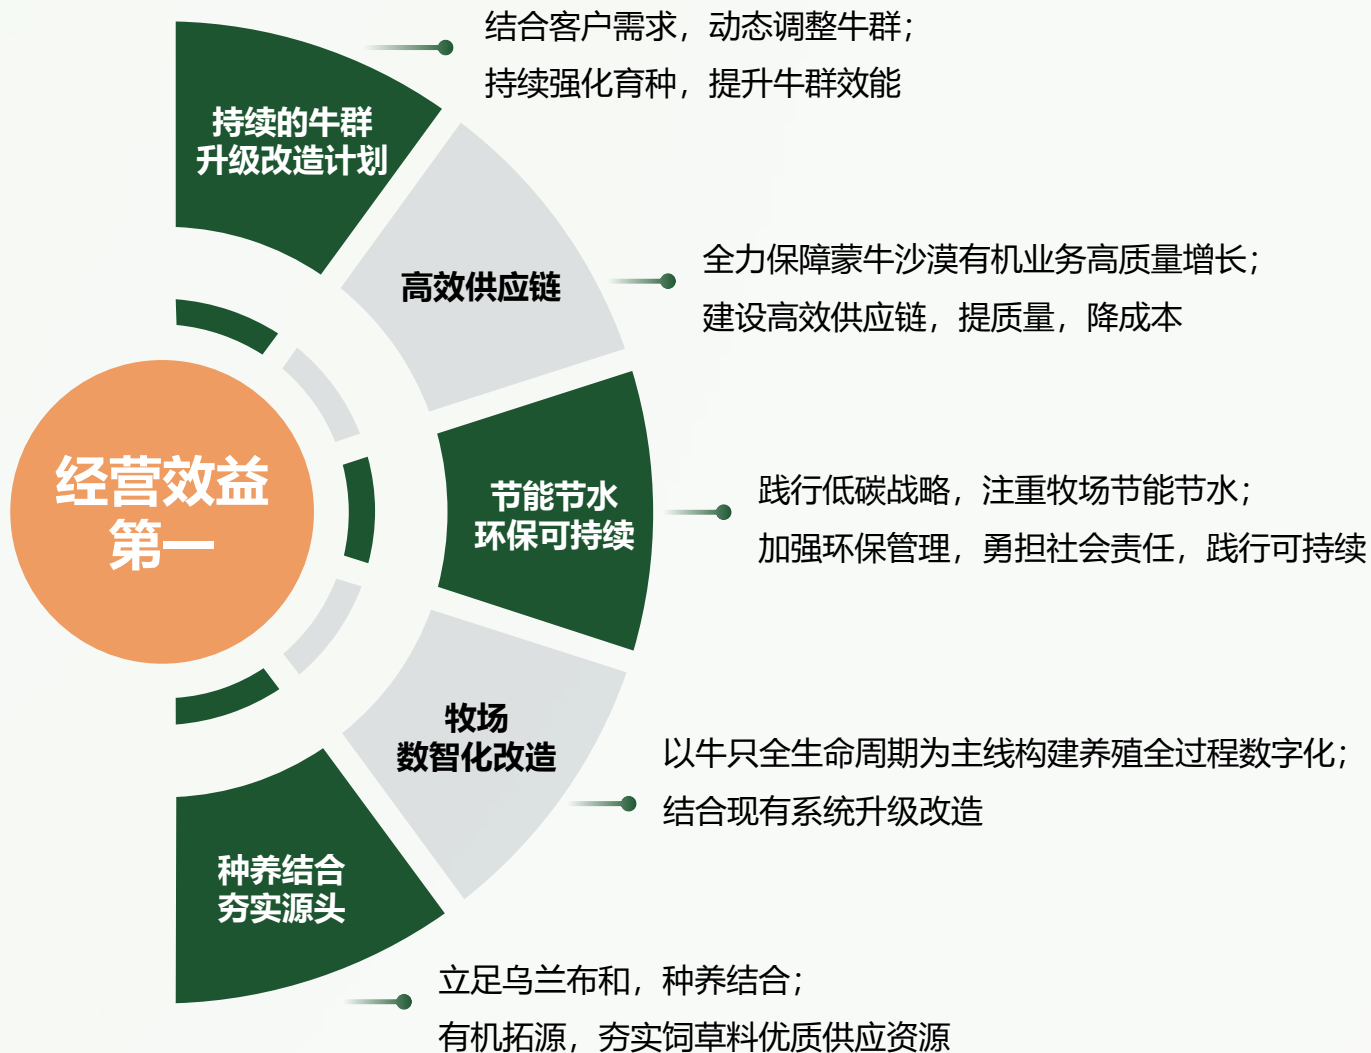 经营效益
第一
持续的牛群
升级改造计划
结合客户需求，动态调整牛群；
持续强化育种，提升牛群效能
高效供应链
全力保障蒙牛沙漠有机业务高质量增长；
建设高效供应链，提质量，降成本
节能节水
环保可持续
践行低碳战略，注重牧场节能节水；
加强环保管理，勇担社会责任，践行可持续
牧场
数智化改造
以牛只全生命周期为主线构建养殖全过程数字化；
结合现有系统升级改造
种养结合
夯实源头
立足乌兰布和，种养结合；
有机拓源，夯实饲草料优质供应资源